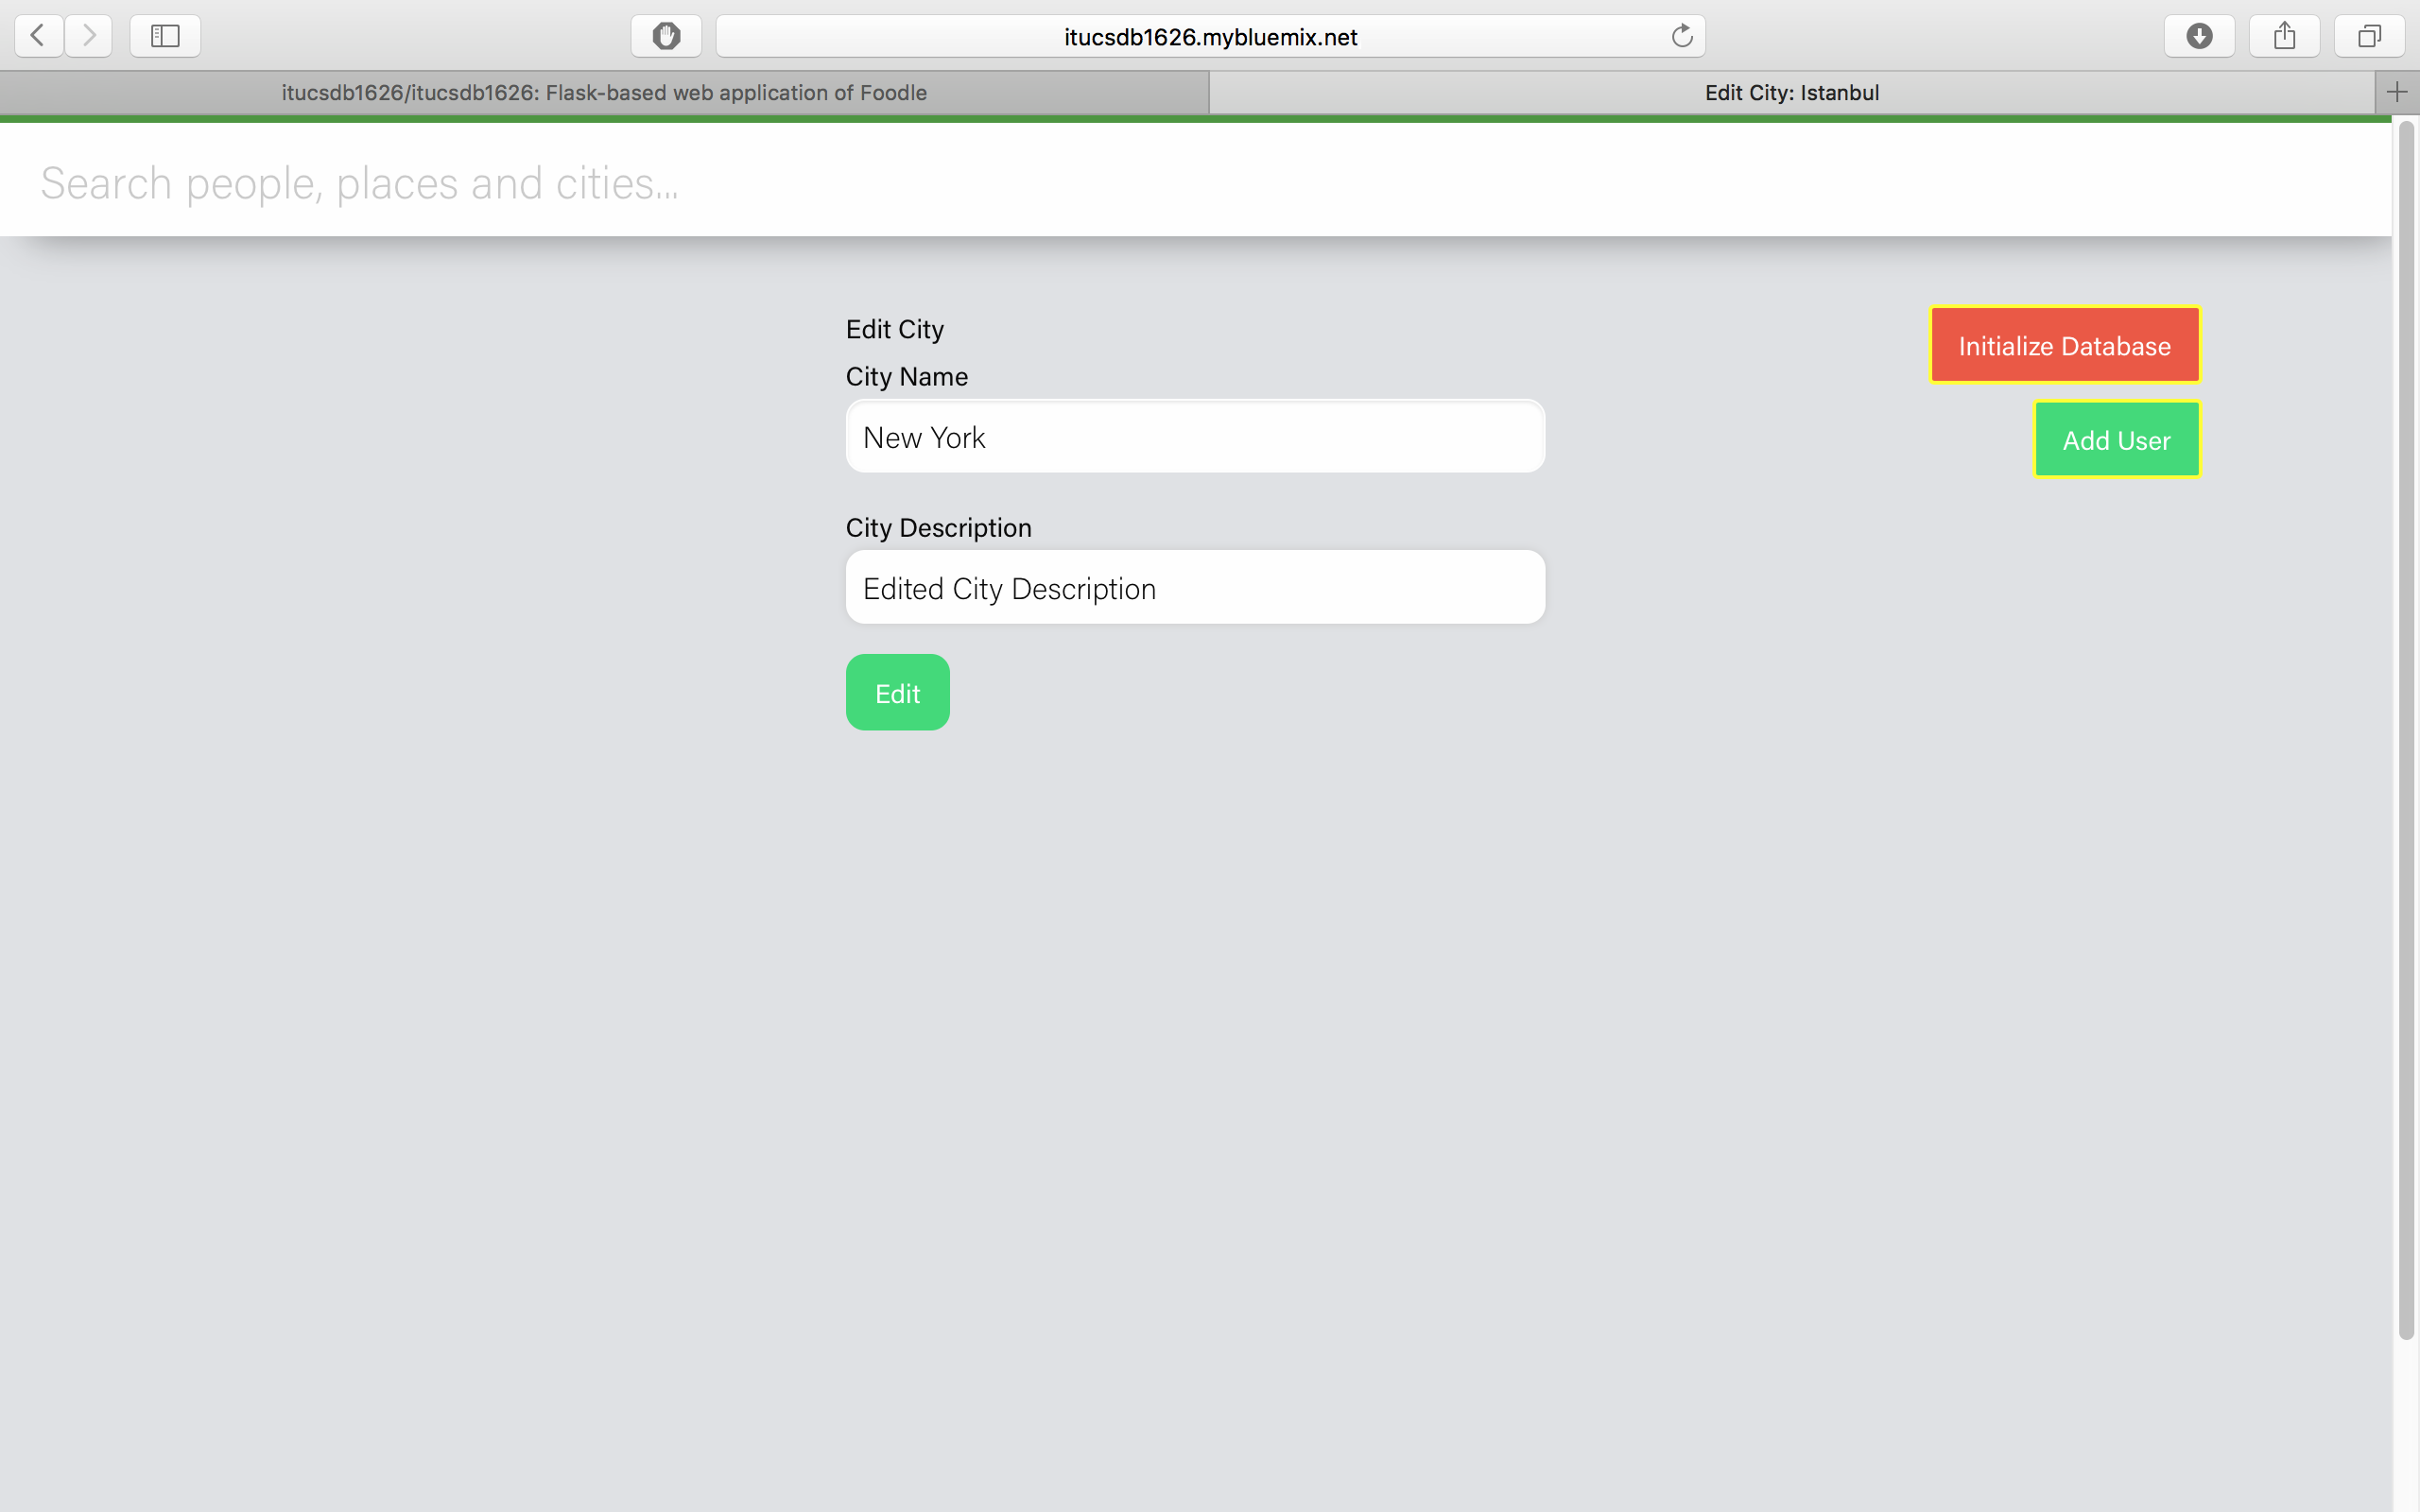 itucsdb1626.mybluemix.net
itucsdb1626/itucsdb1626: Flask-based web application of Foodle
Edit City: Istanbul
Search people, places and cities...
Edit City
Initialize Database
City Name
New York
Add User
City Description
Edited City Description
Edit